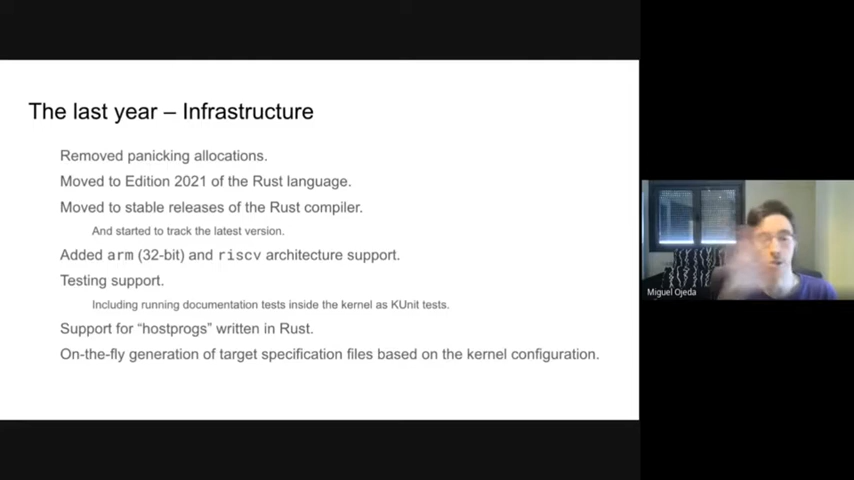 The last year – Infrastructure
Removed panicking allocations.
Moved to Edition 2021 of the Rust language.
Moved to stable releases of the Rust compiler.
And started to track the latest version.
Added arm (32-bit) and riscv architecture support.
Testing support.
Including running documentation tests inside the kernel as KUnit tests.
Support for “hostprogs” written in Rust.
On-the-fly generation of target specification files based on the kernel configuration.
Miguel Ojeda